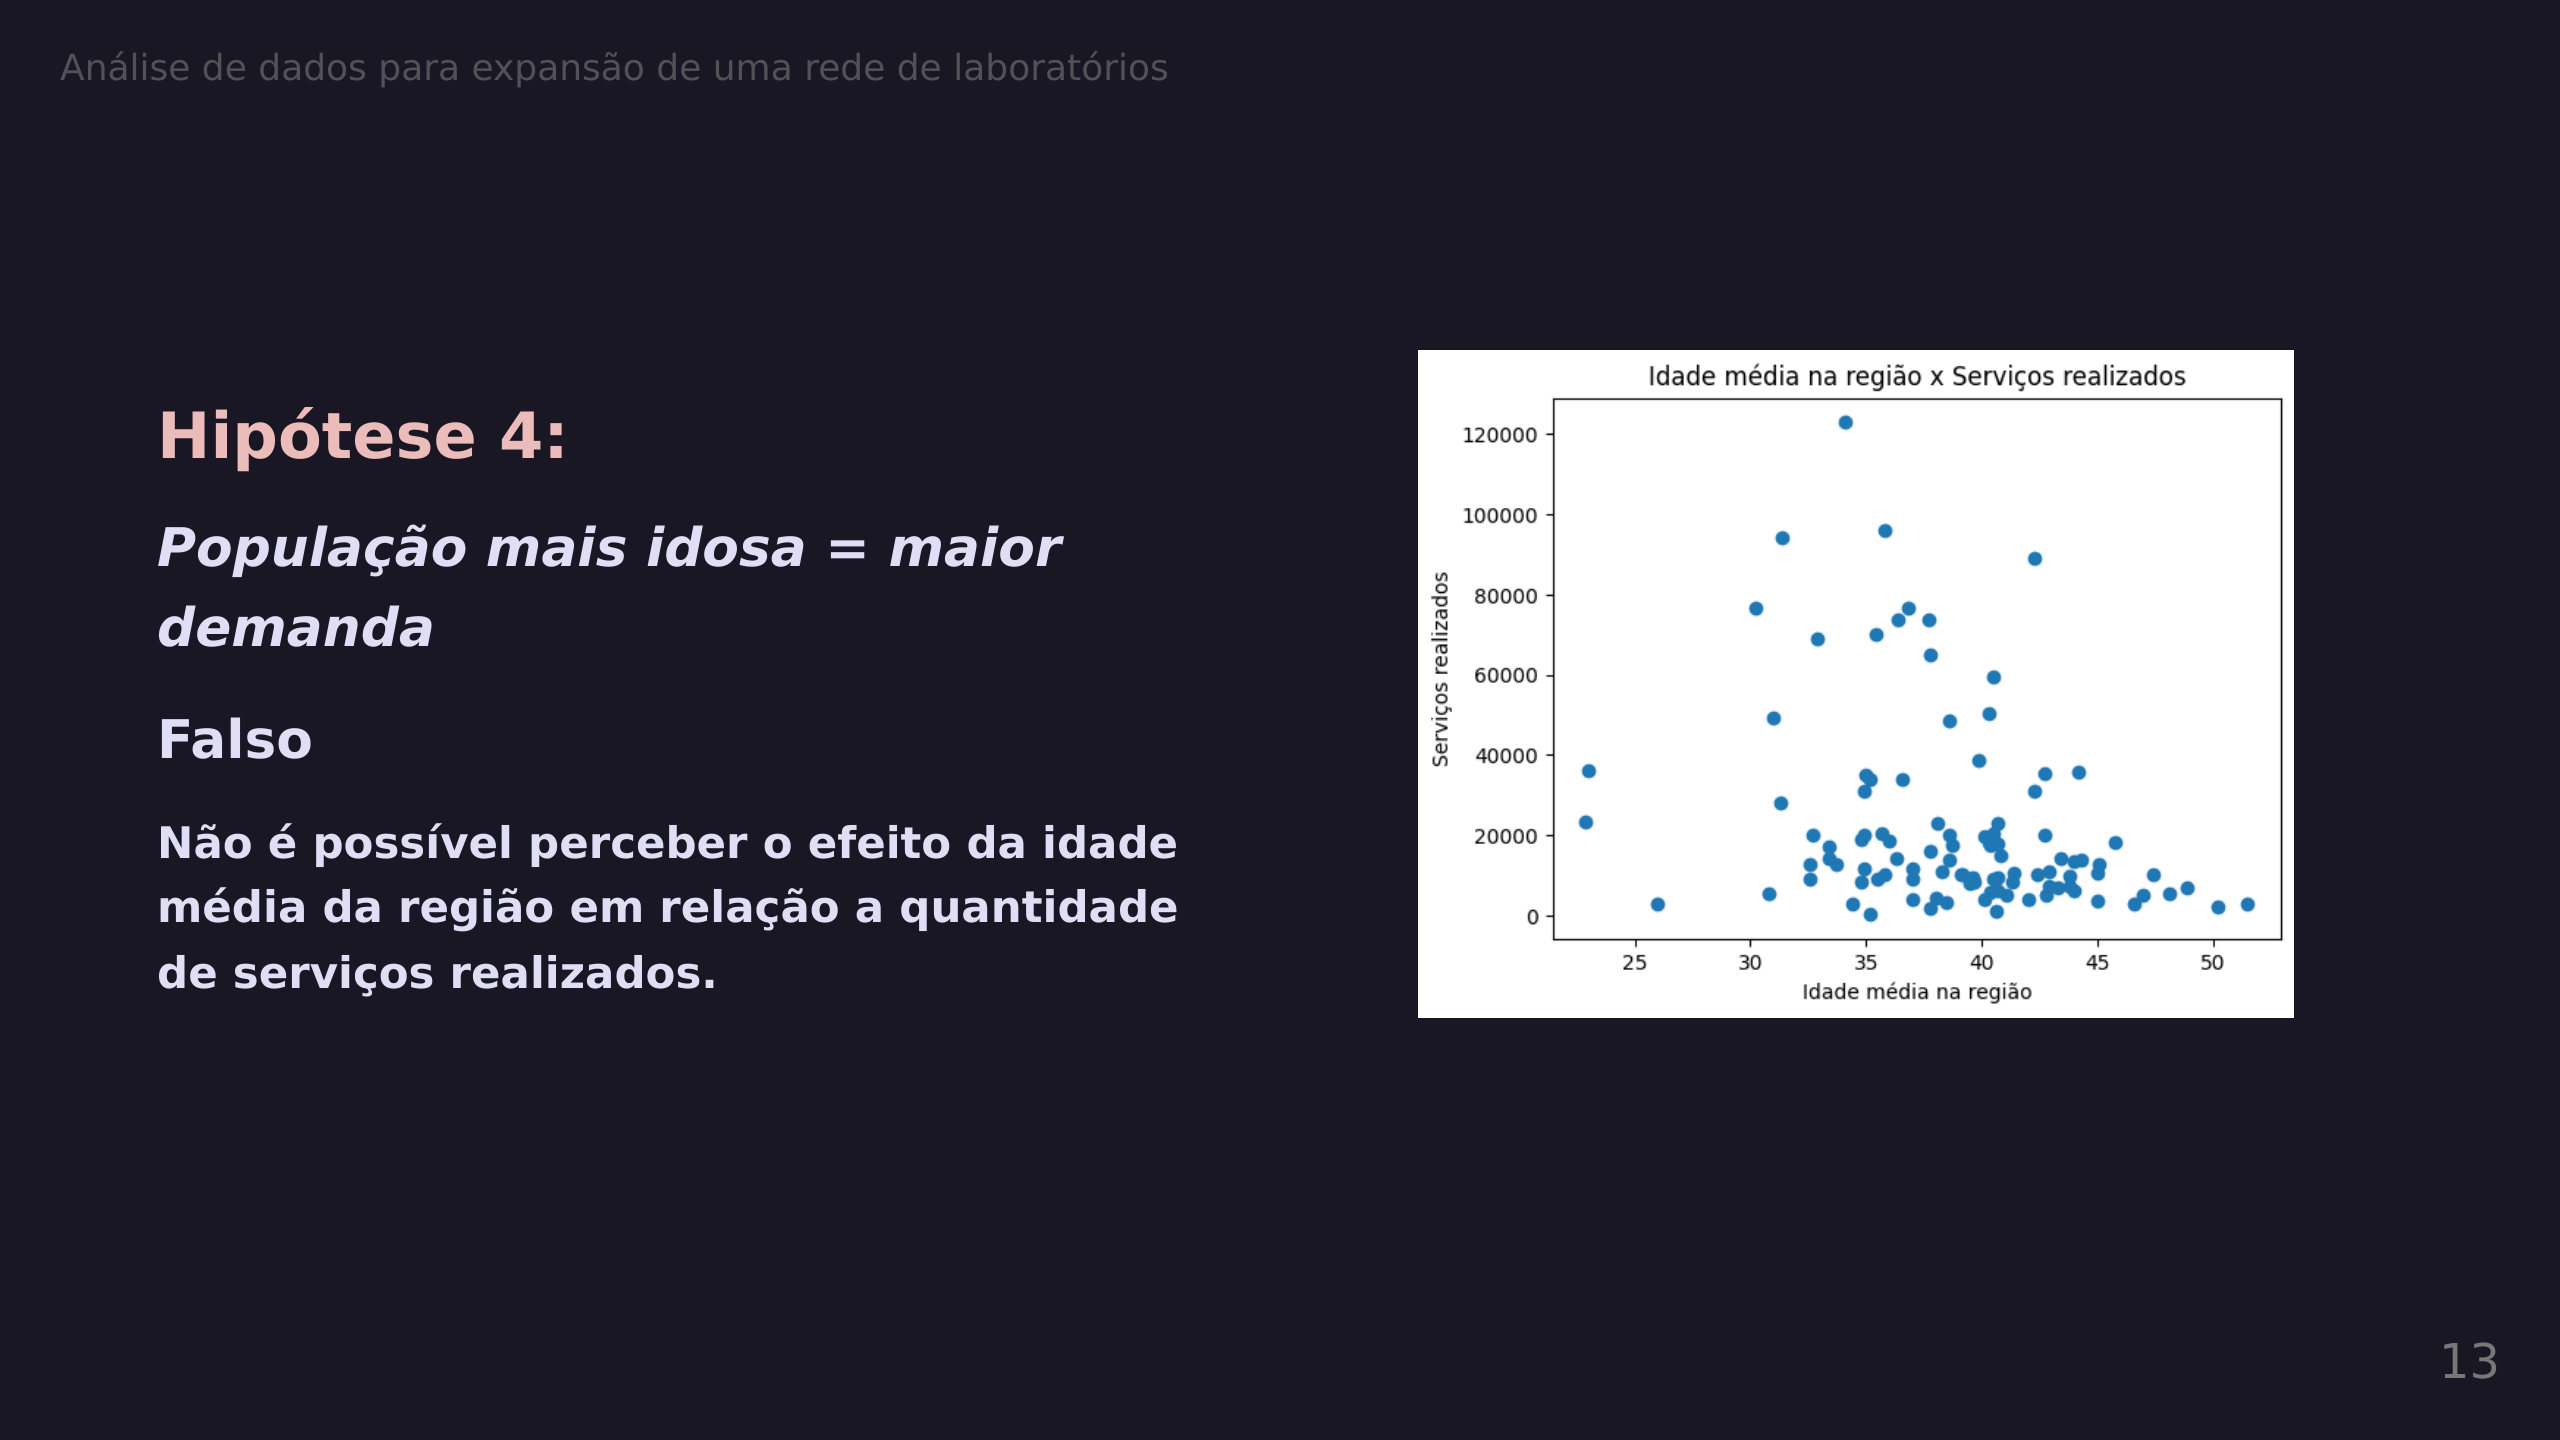 Análise de dados para expansão de uma rede de laboratórios
Hipótese 4:
População mais idosa = maior
demanda
Falso
Não é possível perceber o efeito da idade
média da região em relação a quantidade
de serviços realizados.
Idade média na região x Serviços realizados
120000
100000
80000
60000
40000
20000
0
Serviços realizados
25 30 35 40 45 50
Idade média na região
13